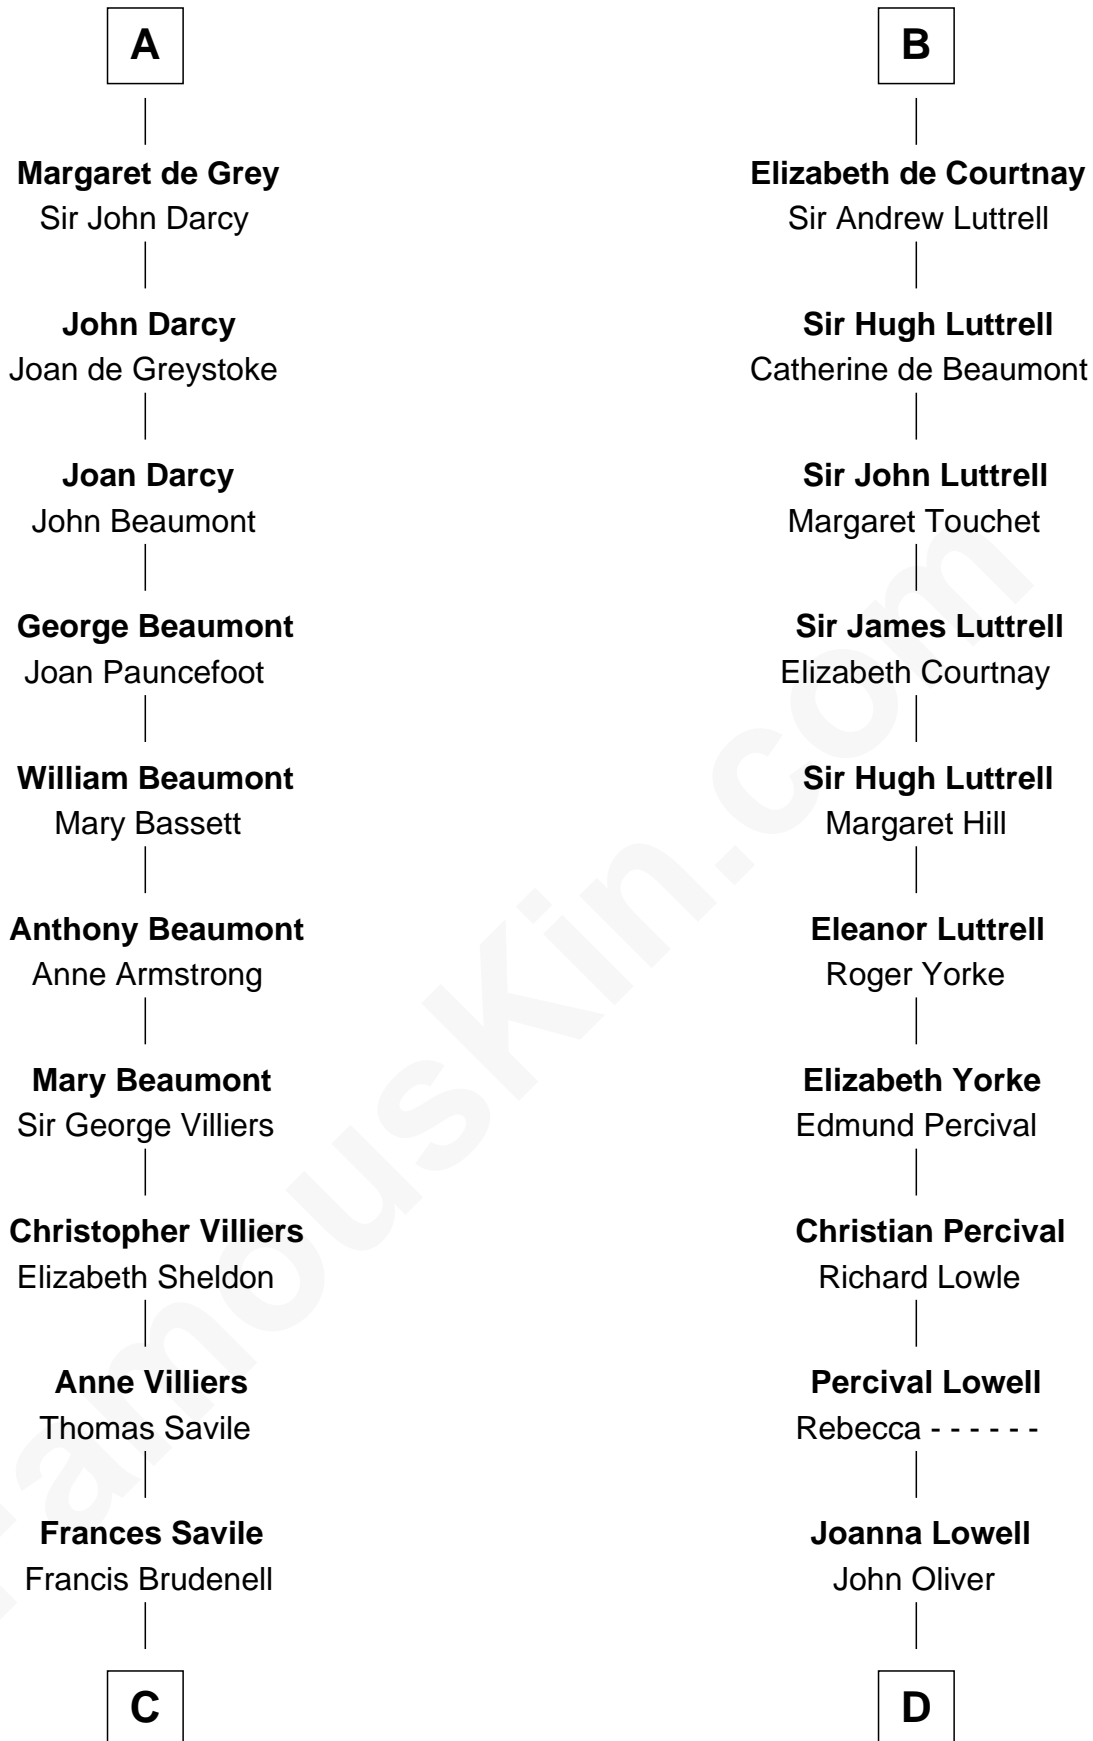 A
Margaret de Grey
Sir John Darcy
John Darcy
Joan de Greystoke
Joan Darcy
John Beaumont
George Beaumont
Joan Pauncefoot
William Beaumont
Mary Bassett
Anthony Beaumont
Anne Armstrong
Mary Beaumont
Sir George Villiers
Christopher Villiers
Elizabeth Sheldon
Anne Villiers
Thomas Savile
Frances Savile
Francis Brudenell
C
B
Elizabeth de Courtnay
Sir Andrew Luttrell
Sir Hugh Luttrell
Catherine de Beaumont
Sir John Luttrell
Margaret Touchet
Sir James Luttrell
Elizabeth Courtnay
Sir Hugh Luttrell
Margaret Hill
Eleanor Luttrell
Roger Yorke
Elizabeth Yorke
Edmund Percival
Christian Percival
Richard Lowle
Percival Lowell
Rebecca - - - - - -
Joanna Lowell
John Oliver
D
FamousKin.com